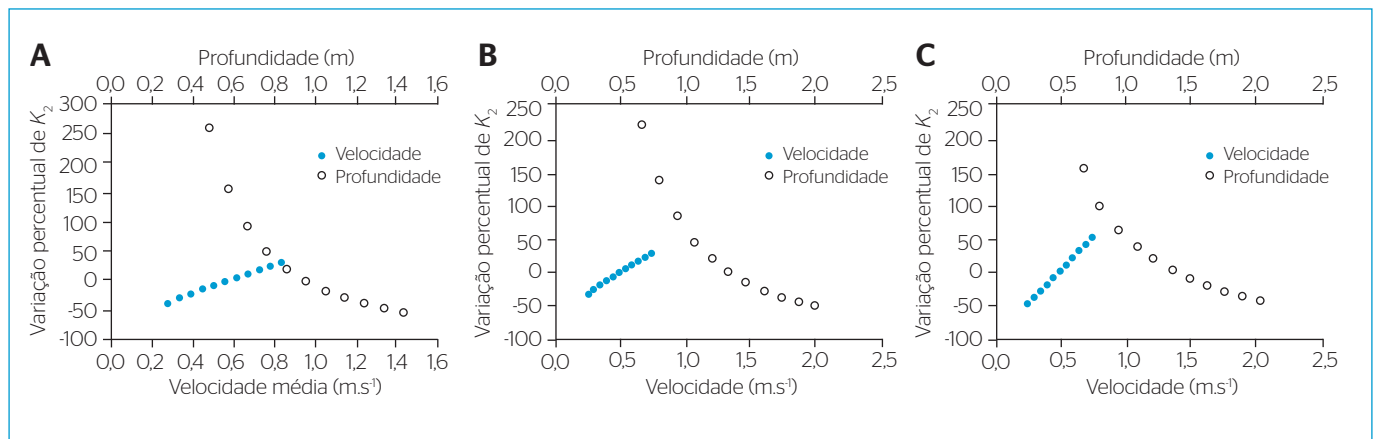 A
Profundidade (m)
0,0 0,2 0,4 0,6 0,8 1,0 1,2 1,4 1,6
Variação percentual de K2
300
250
200
150
100
50
0
-50
-100
Velocidade
Profundidade
0,0 0,2 0,4 0,6 0,8 1,0 1,2 1,4 1,6
Velocidade média (m.s-1)
B
Profundidade (m)
0,0 0,5 1,0 1,5 2,0 2,5
Variação percentual de K2
250
200
150
100
50
0
-50
-100
Velocidade
Profundidade
0,0 0,5 1,0 1,5 2,0 2,5
Velocidade (m.s-1)
C
Profundidade (m)
0,0 0,5 1,0 1,5 2,0 2,5
Variação percentual de K2
250
200
150
100
50
0
-50
-100
Velocidade
Profundidade
0,0 0,5 1,0 1,5 2,0 2,5
Velocidade (m.s-1)